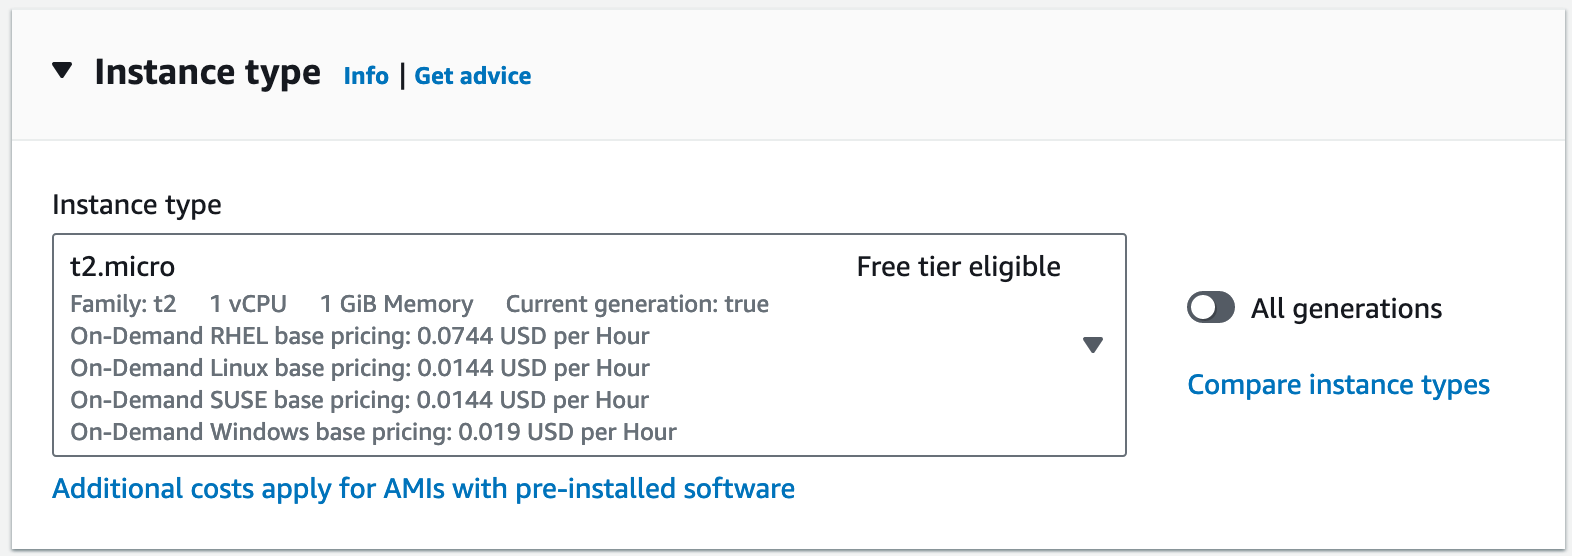 Instance type Info | Get advice
Instance type
t2.micro Free tier eligible
Family: t2 1 vCPU 1 GiB Memory Current generation: true
On-Demand RHEL base pricing: 0.0744 USD per Hour
On-Demand Linux base pricing: 0.0144 USD per Hour
On-Demand SUSE base pricing: 0.0144 USD per Hour
On-Demand Windows base pricing: 0.019 USD per Hour
All generations
Compare instance types
Additional costs apply for AMIs with pre-installed software